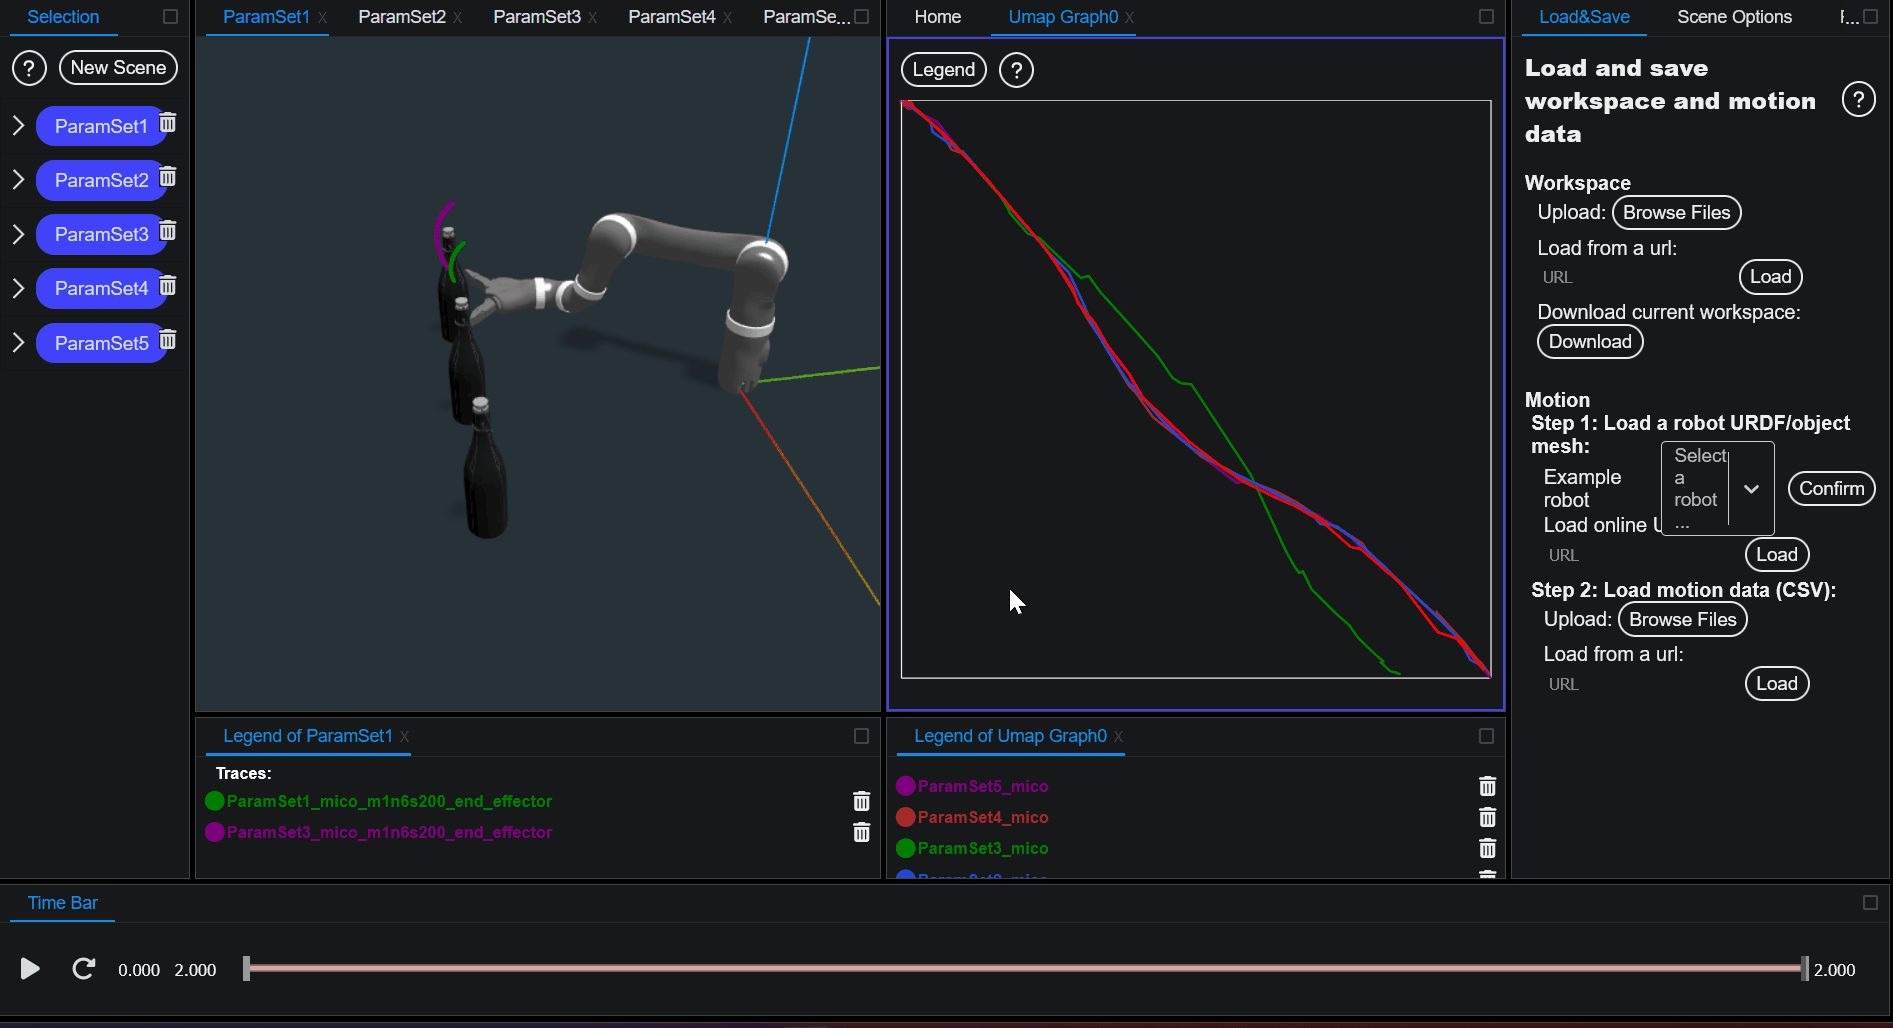 Selection
? New Scene
ParamSet1
ParamSet2
ParamSet3
ParamSet4
ParamSet5
ParamSet1 X ParamSet2 X ParamSet3 X ParamSet4 X ParamSe...
Legend of ParamSet1 X
Traces:
ParamSet1_mico_m1n6s200_end_effector
ParamSet3_mico_m1n6s200_end_effector
Home Umap Graph0 X
Legend ?
Legend of Umap Graph0 X
ParamSet5_mico
ParamSet4_mico
ParamSet3_mico
Load&Save Scene Options
Load and save
workspace and motion
data
?
Workspace
Upload: Browse Files
Load from a url:
URL Load
Download current workspace:
Download
Motion
Step 1: Load a robot URDF/object
mesh:
Example
robot
Select
a
robot
...
Confirm
Load online
URL Load
Step 2: Load motion data (CSV):
Upload: Browse Files
Load from a url:
URL Load
Time Bar
0.000 2.000 2.000